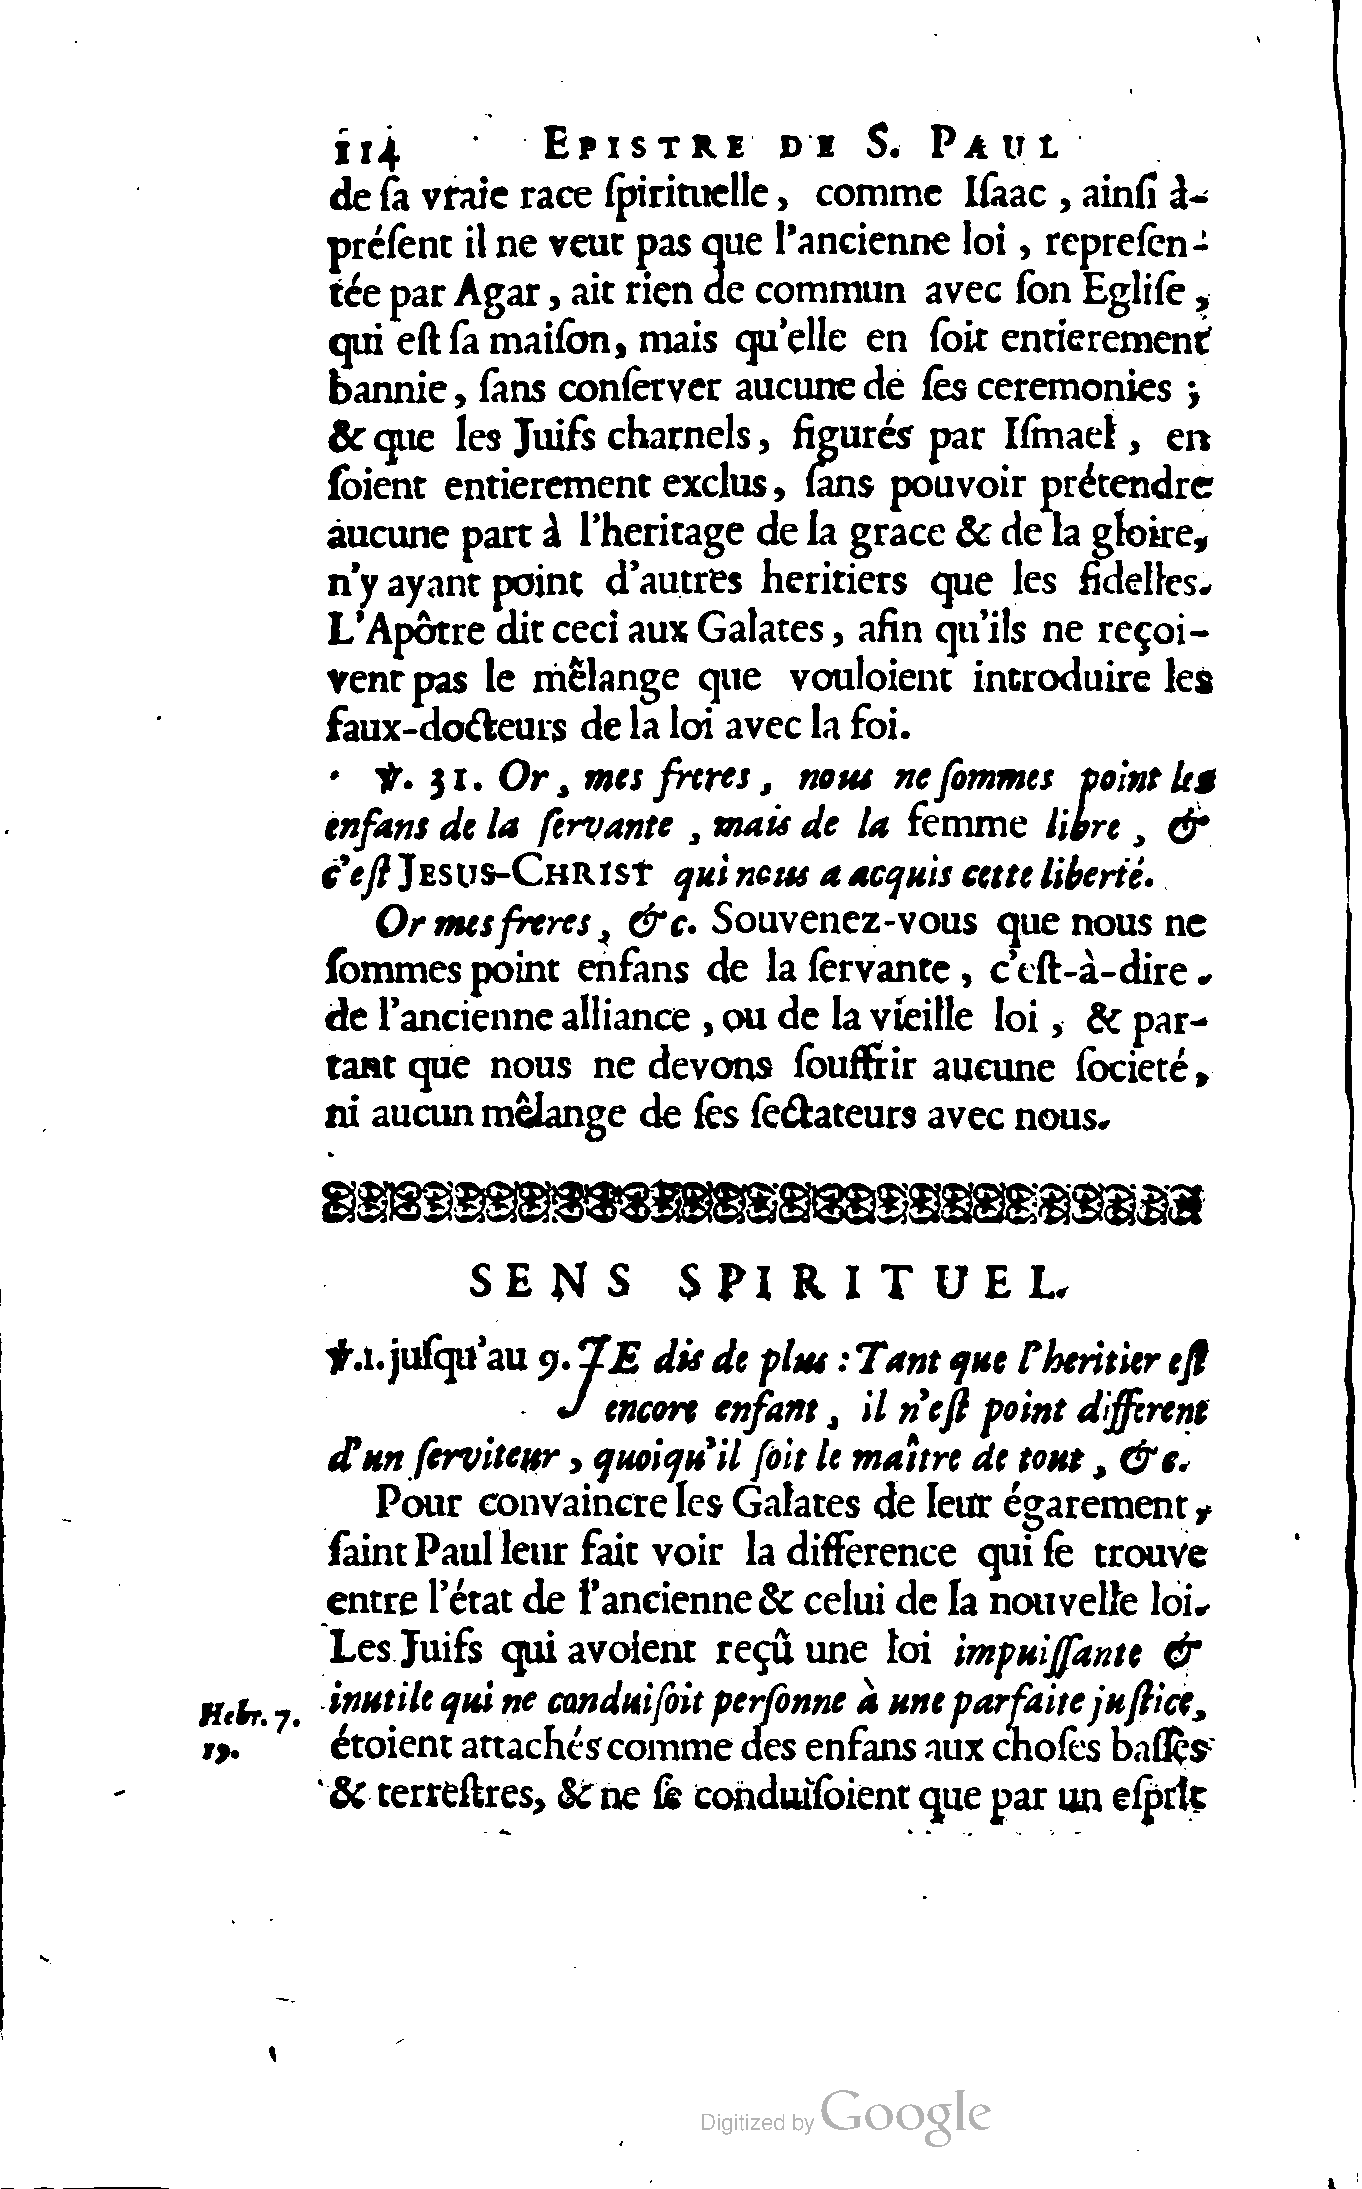 114 EPISTRE DE S. PAUL
de ſa vraie race ſpirituelle, comme Iſaac, ainſi à-
préſent il ne veut pas que l'ancienne loi, repreſen-
tée par Agar, ait rien de commun avec ſon Egliſe,
qui eſt ſa maiſon, mais qu'elle en ſoit entierement
bannie, ſans conſerver aucune de ſes ceremonies;
& que les Juifs charnels, figurés par Iſmael, en
ſoient entierement exclus, ſans pouvoir prétendre
aucune part à l'heritage de la grace & de la gloire,
n'y ayant point d'autres heritiers que les fidelles.
L'Apôtre dit ceci aux Galates, afin qu'ils ne reçoi-
vent pas le mêlange que vouloient introduire les
faux-docteurs de la loi avec la foi.
℣. 31. Or, mes freres, nous ne ſommes point les
enfans de la ſervante, mais de la femme libre, &
c'eſt JESUS-CHRIST qui nous a acquis cette liberté.
Or mes freres, &c. Souvenez-vous que nous ne
ſommes point enfans de la ſervante, c'eſt-à-dire.
de l'ancienne alliance, ou de la vieille loi, & par-
tant que nous ne devons ſouffrir aucune ſocieté,
ni aucun mêlange de ſes ſectateurs avec nous.
SENS SPIRITUEL.
℣.1. juſqu'au 9. JE dis de plus : Tant que l'heritier eſt
encore enfant, il n'eſt point different
d'un ſerviteur, quoiqu'il ſoit le maître de tout, &c.
Pour convaincre les Galates de leur égarement,
ſaint Paul leur fait voir la difference qui ſe trouve
entre l'état de l'ancienne & celui de la nouvelle loi.
Les Juifs qui avoient reçû une loi impuiſſante &
Hebr. 7. inutile qui ne conduiſoit perſonne à une parfaite juſtice,
19. étoient attachés comme des enfans aux choſes baſſes
& terreſtres, & ne ſe conduiſoient que par un eſprit
Digitized by Google